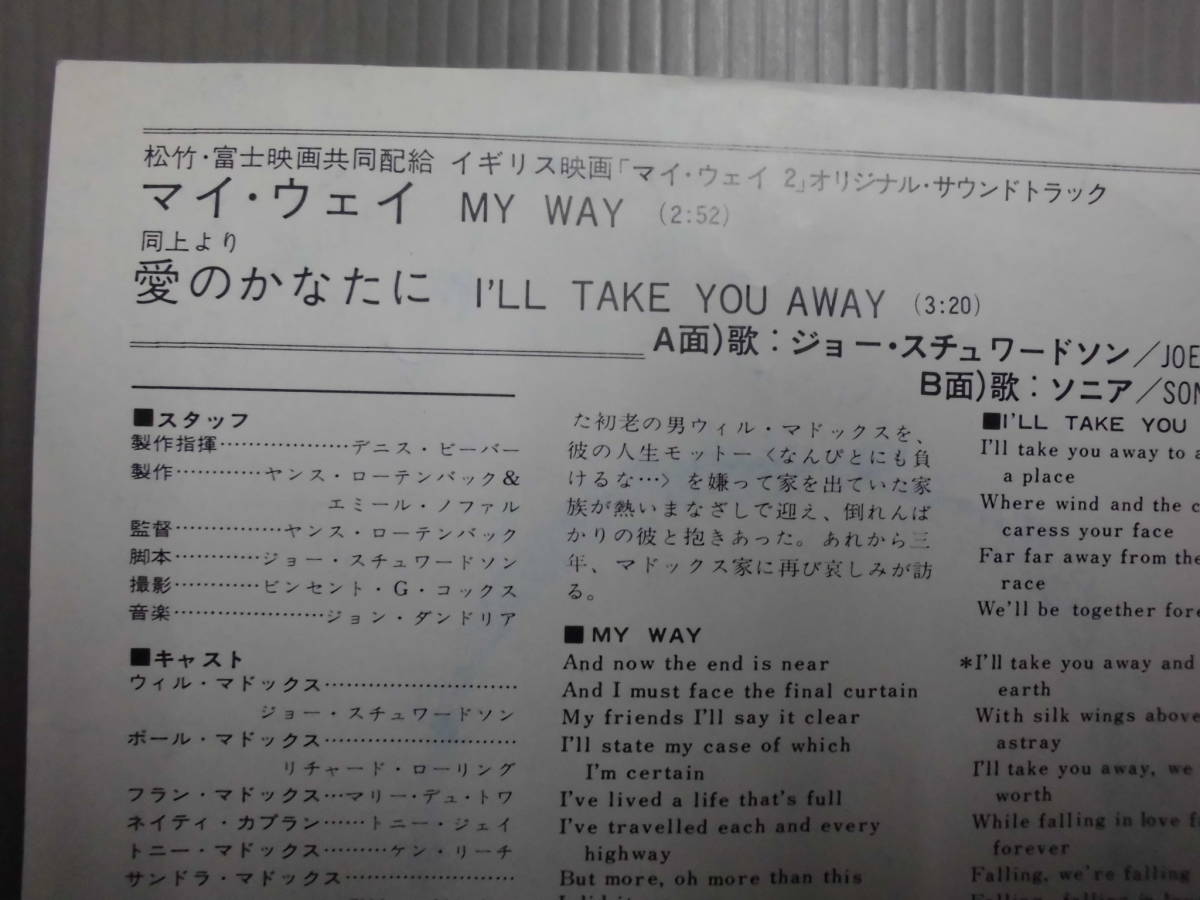 松竹・富士映画共同配給 イギリス映画「マイ・ウェイ 2」オリジナル・サウンドトラック
マイ・ウェイ MY WAY (2:52)
同上より
愛のかなたに I'LL TAKE YOU AWAY (3:20)
A面)歌：ジョー・スチュワードソン/JOE
B面)歌：ソニア/SON
■スタッフ
製作指揮………………デニス・ビーバー
製作…………ヤンス・ローテンバック&
エミール・ノファル
監督……………ヤンス・ローテンバック
脚本…………ジョー・スチュワードソン
撮影…………ビンセント・G・コックス
音楽…………………ジョン・ダンドリア
■キャスト
ウィル・マドックス………………………
ジョー・スチュワードソン
ポール・マドックス………………………
リチャード・ローリング
フラン・マドックス…マリー・デュ・トワ
ネイティ・カプラン……トニー・ジェイ
トニー・マドックス………ケン・リーチ
サンドラ・マドックス……………………
た初老の男ウィル・マドックスを、
彼の人生モットー〈なんぴとにも負
けるな…〉を嫌って家を出ていた家
族が熱いまなざしで迎え、倒れんば
かりの彼と抱きあった。あれから三
年、マドックス家に再び哀しみが訪
る。
■MY WAY
And now the end is near
And I must face the final curtain
My friends I'll say it clear
I'll state my case of which
I'm certain
I've lived a life that's full
I've travelled each and every
highway
But more, oh more than this
■I'LL TAKE YOU
I'll take you away to a
a place
Where wind and the c
caress your face
Far far away from the
race
We'll be together fore
*I'll take you away and
earth
With silk wings above
astray
I'll take you away, we
worth
While falling in love f
forever
Falling, we're falling